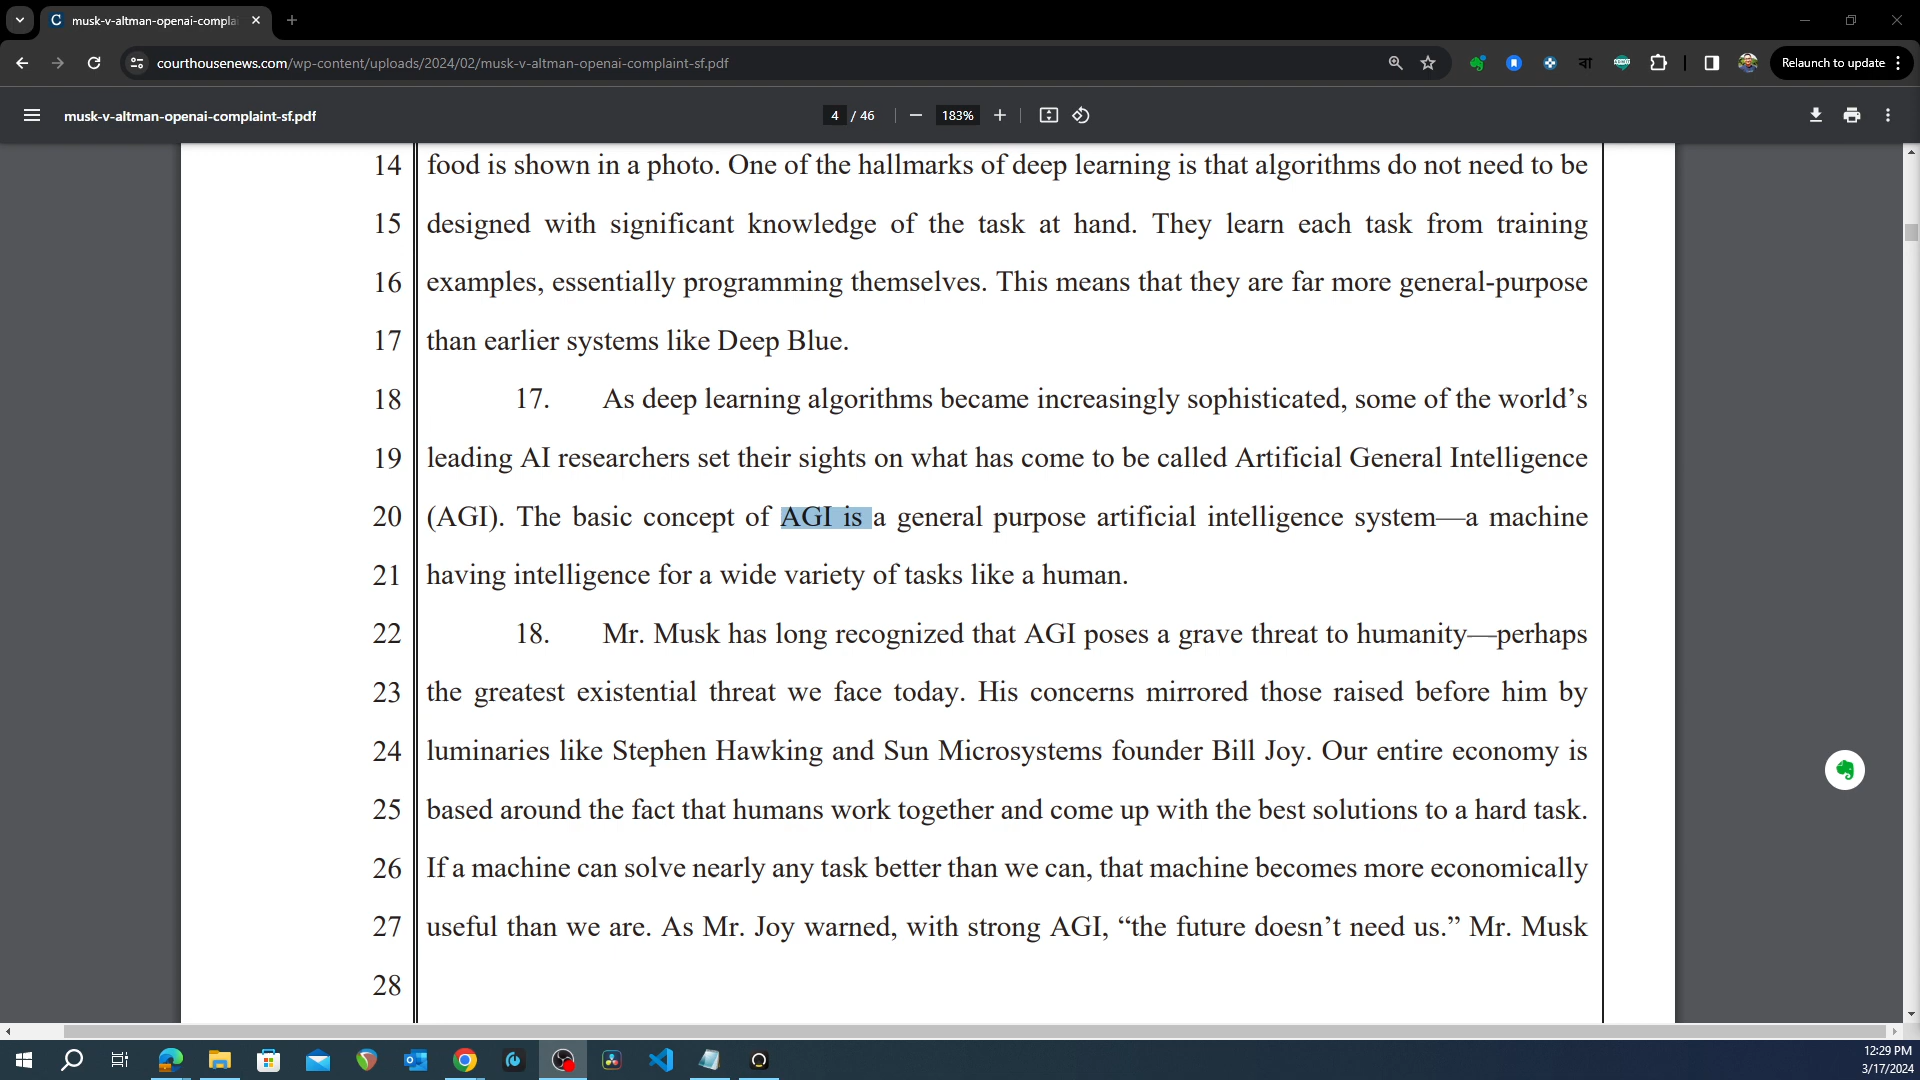 musk-v-altman-openai-compla
courthousenews.com/wp-content/uploads/2024/02/musk-v-altman-openai-complaint-sf.pdf
Relaunch to update
musk-v-altman-openai-complaint-sf.pdf
4 / 46
183%
14 food is shown in a photo. One of the hallmarks of deep learning is that algorithms do not need to be
15 designed with significant knowledge of the task at hand. They learn each task from training
16 examples, essentially programming themselves. This means that they are far more general-purpose
17 than earlier systems like Deep Blue.
18 17. As deep learning algorithms became increasingly sophisticated, some of the world’s
19 leading AI researchers set their sights on what has come to be called Artificial General Intelligence
20 (AGI). The basic concept of AGI is a general purpose artificial intelligence system—a machine
21 having intelligence for a wide variety of tasks like a human.
22 18. Mr. Musk has long recognized that AGI poses a grave threat to humanity—perhaps
23 the greatest existential threat we face today. His concerns mirrored those raised before him by
24 luminaries like Stephen Hawking and Sun Microsystems founder Bill Joy. Our entire economy is
25 based around the fact that humans work together and come up with the best solutions to a hard task.
26 If a machine can solve nearly any task better than we can, that machine becomes more economically
27 useful than we are. As Mr. Joy warned, with strong AGI, “the future doesn’t need us.” Mr. Musk
28
12:29 PM
3/17/2024